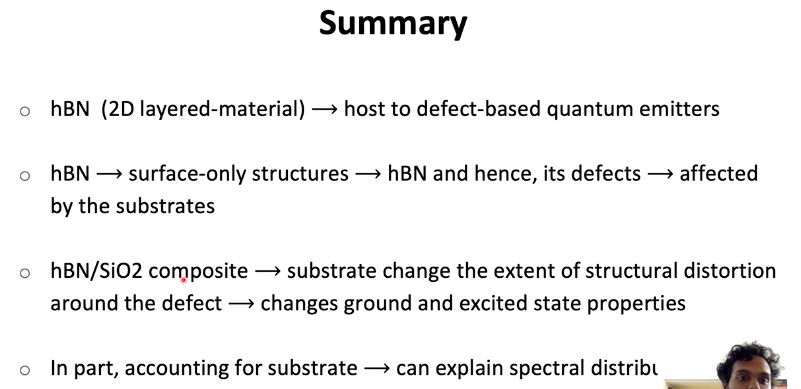 Summary
○ hBN (2D layered-material) → host to defect-based quantum emitters
○ hBN → surface-only structures → hBN and hence, its defects → affected
by the substrates
○ hBN/SiO2 composite → substrate change the extent of structural distortion
around the defect → changes ground and excited state properties
○ In part, accounting for substrate → can explain spectral